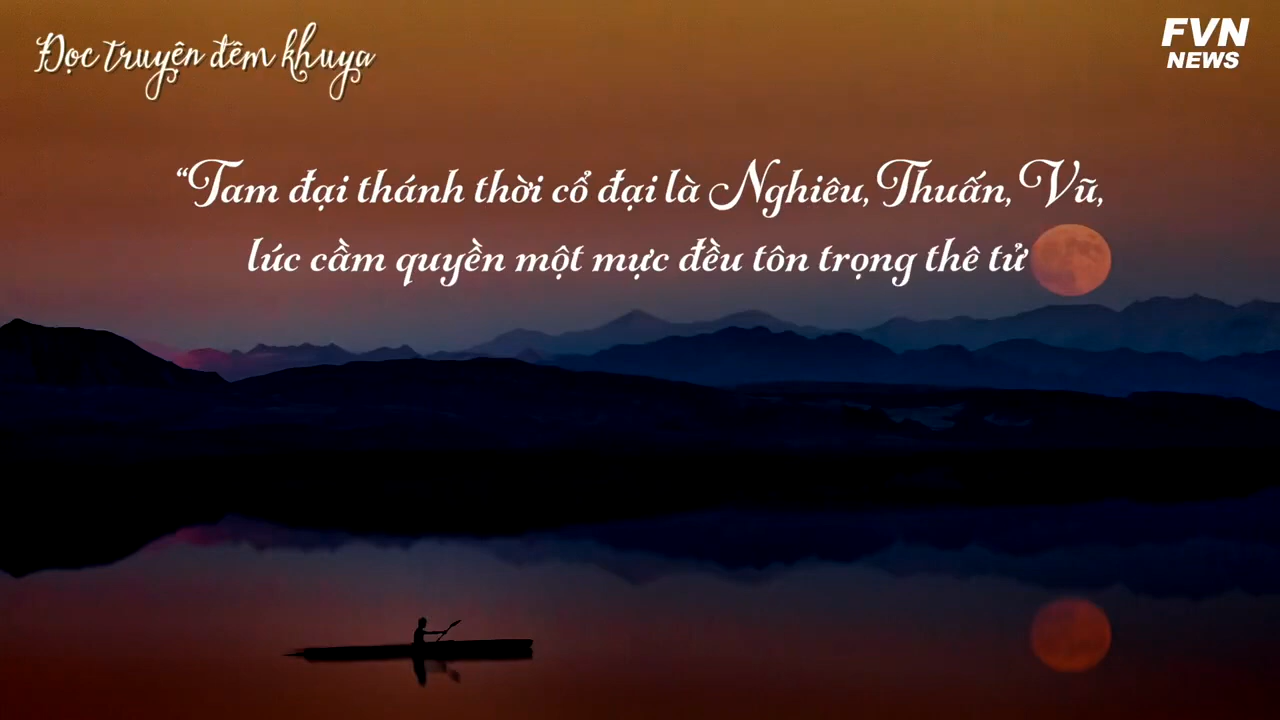 Đọc truyện đêm khuya
FVN
NEWS
“Tam đại thánh thời cổ đại là Nghiêu, Thuấn, Vũ,
lúc cầm quyền một mực đều tôn trọng thê tử